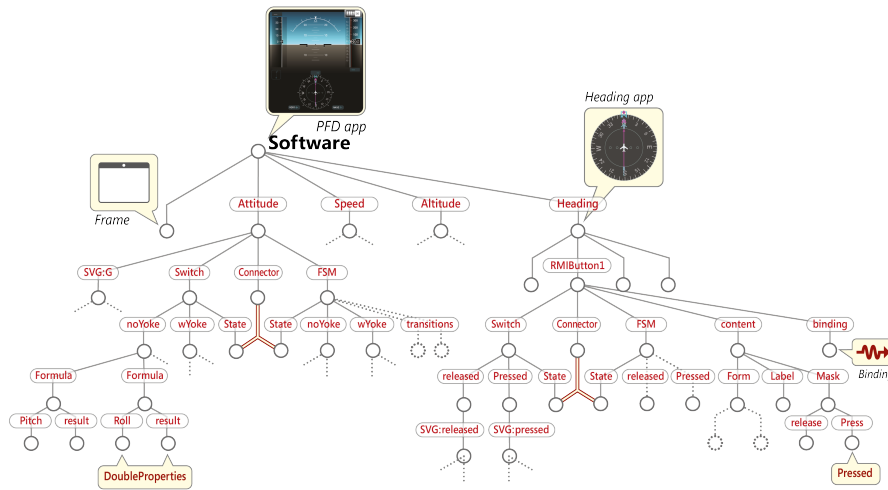 Heading app
PFD app
Software
Frame
Attitude
Speed
Altitude
Heading
SVG:G
Switch
Connector
FSM
RMIButton1
noYoke
wYoke
State
State
noYoke
wYoke
transitions
Switch
Connector
FSM
content
binding
Formula
Formula
released
Pressed
State
State
released
Pressed
Form
Label
Mask
Bindin
Pitch
result
Roll
result
SVG:released
SVG:pressed
release
Press
DoubleProperties
Pressed
W
E